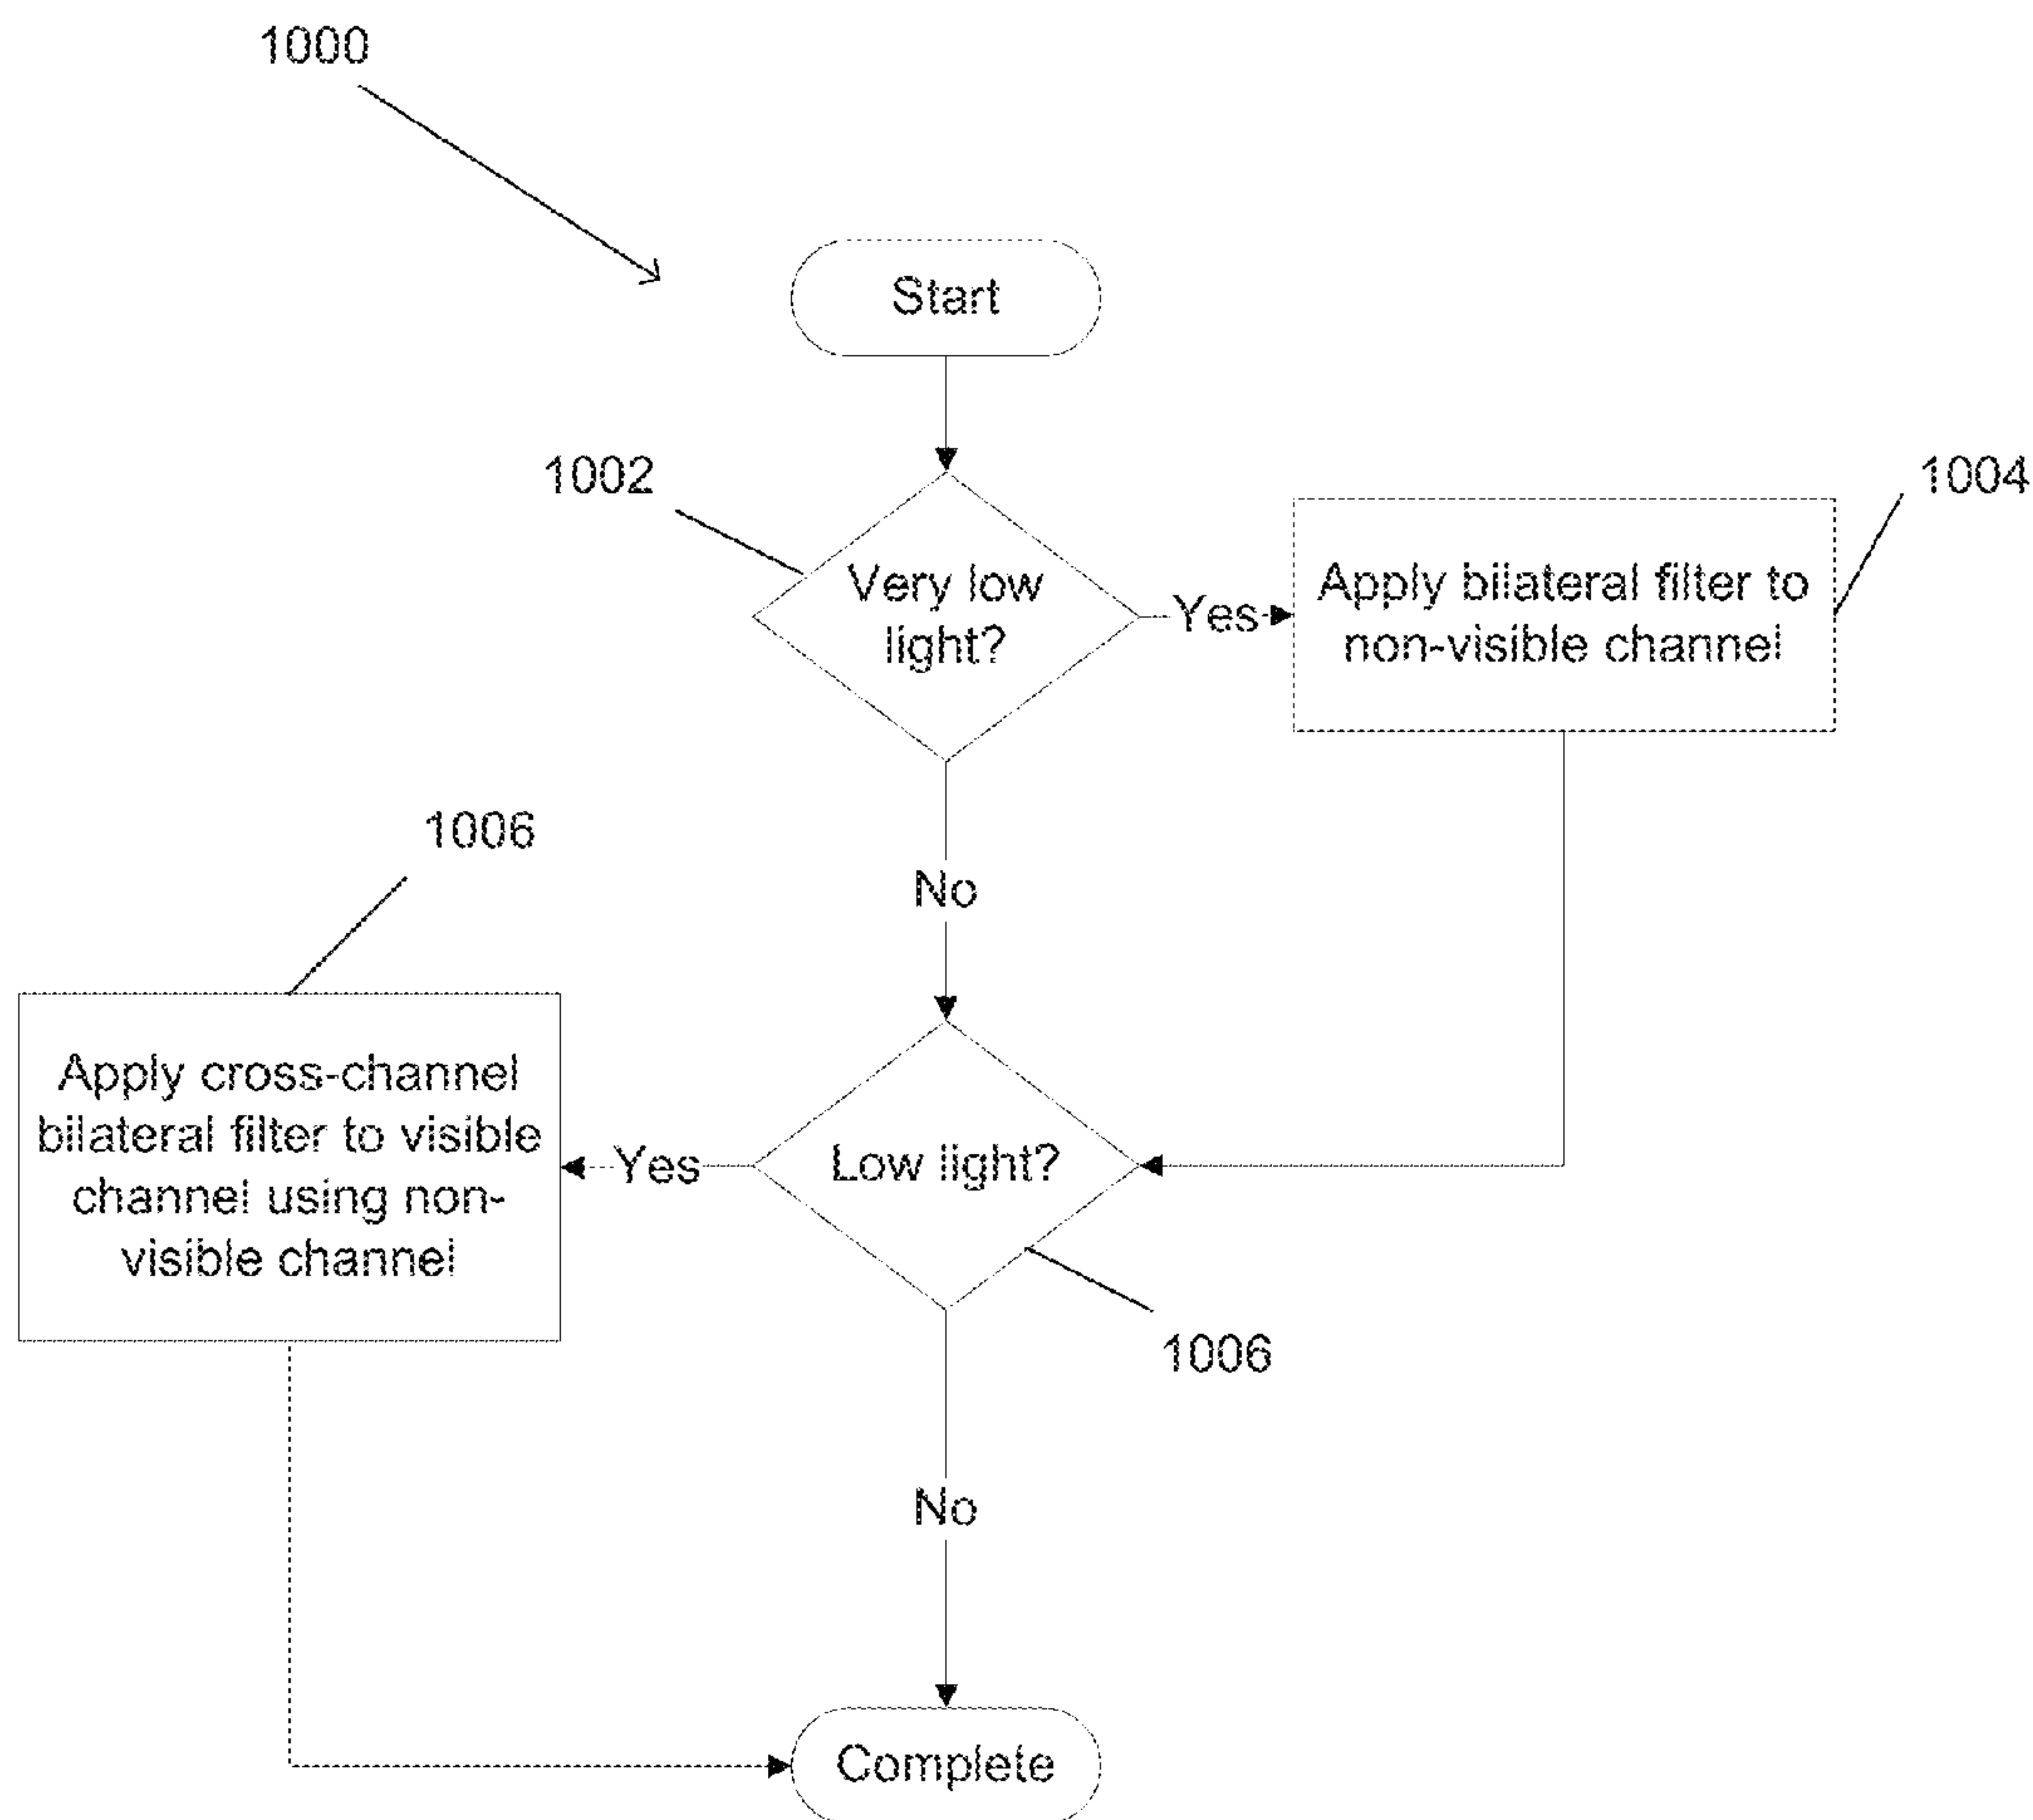 1000
Start
1002
1004
Very low
light?
Yes
Apply bilateral filter to
non-visible channel
1006
No
Apply cross-channel
bilateral filter to visible
channel using non-
visible channel
Yes
Low light?
1006
No
Complete